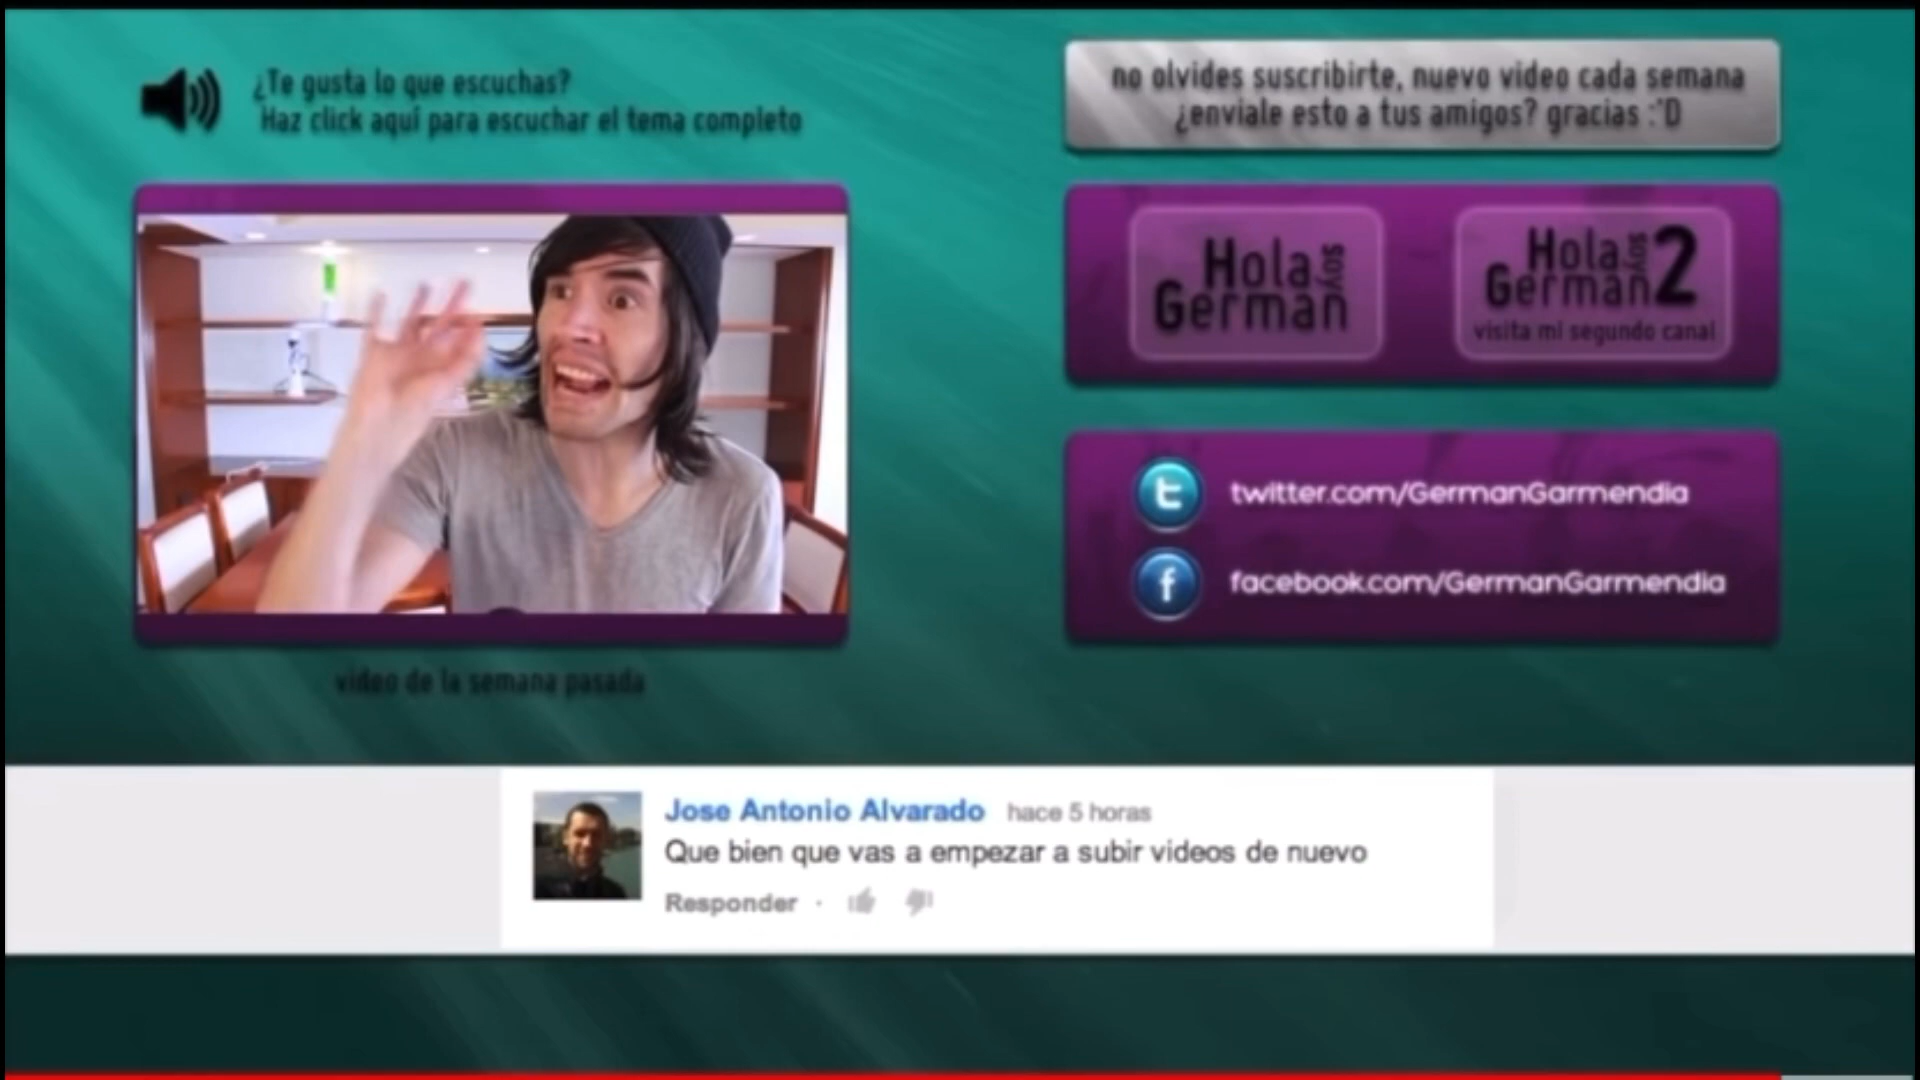 ¿Te gusta lo que escuchas?
Haz click aquí para escuchar el tema completo
no olvides suscribirte, nuevo video cada semana
¿enviale esto a tus amigos? gracias :'D
Hola soy German
Hola soy German 2
visita mi segundo canal
twitter.com/GermanGarmendia
facebook.com/GermanGarmendia
video de la semana pasada
Jose Antonio Alvarado hace 5 horas
Que bien que vas a empezar a subir videos de nuevo
Responder ·